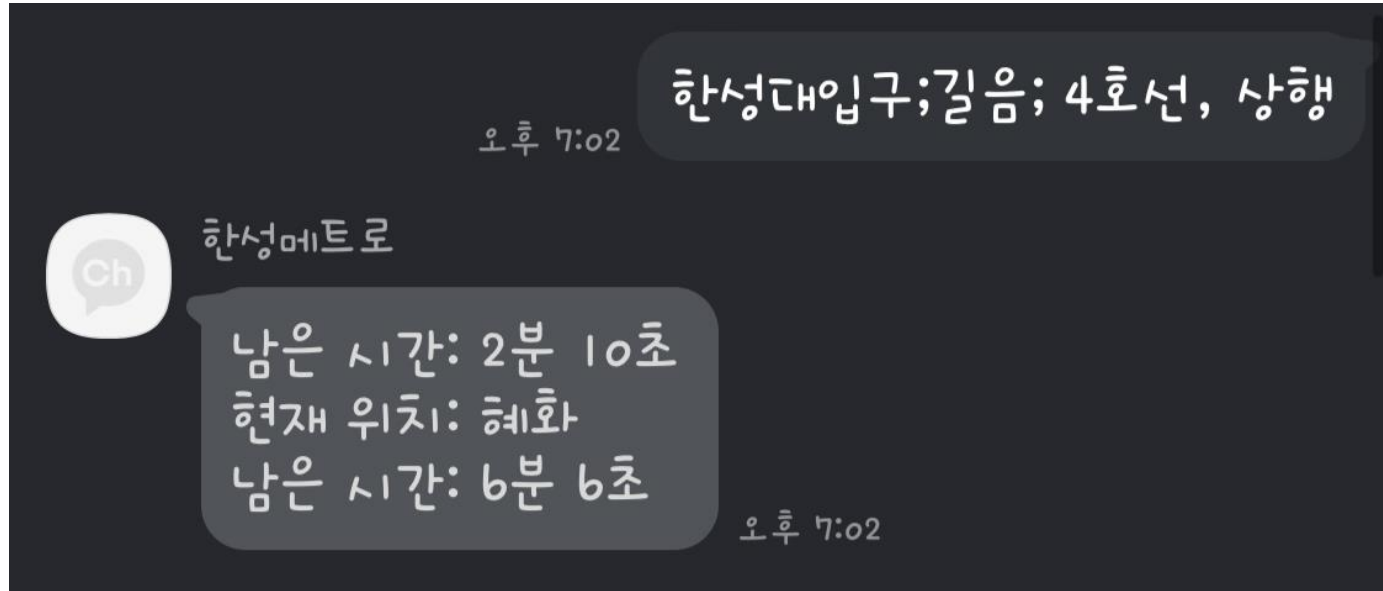 한성대입구;길음; 4호선, 상행
오후 7:02
한성메트로
Ch
남은 시간: 2분 10초
현재 위치: 혜화
남은 시간: 6분 6초
오후 7:02